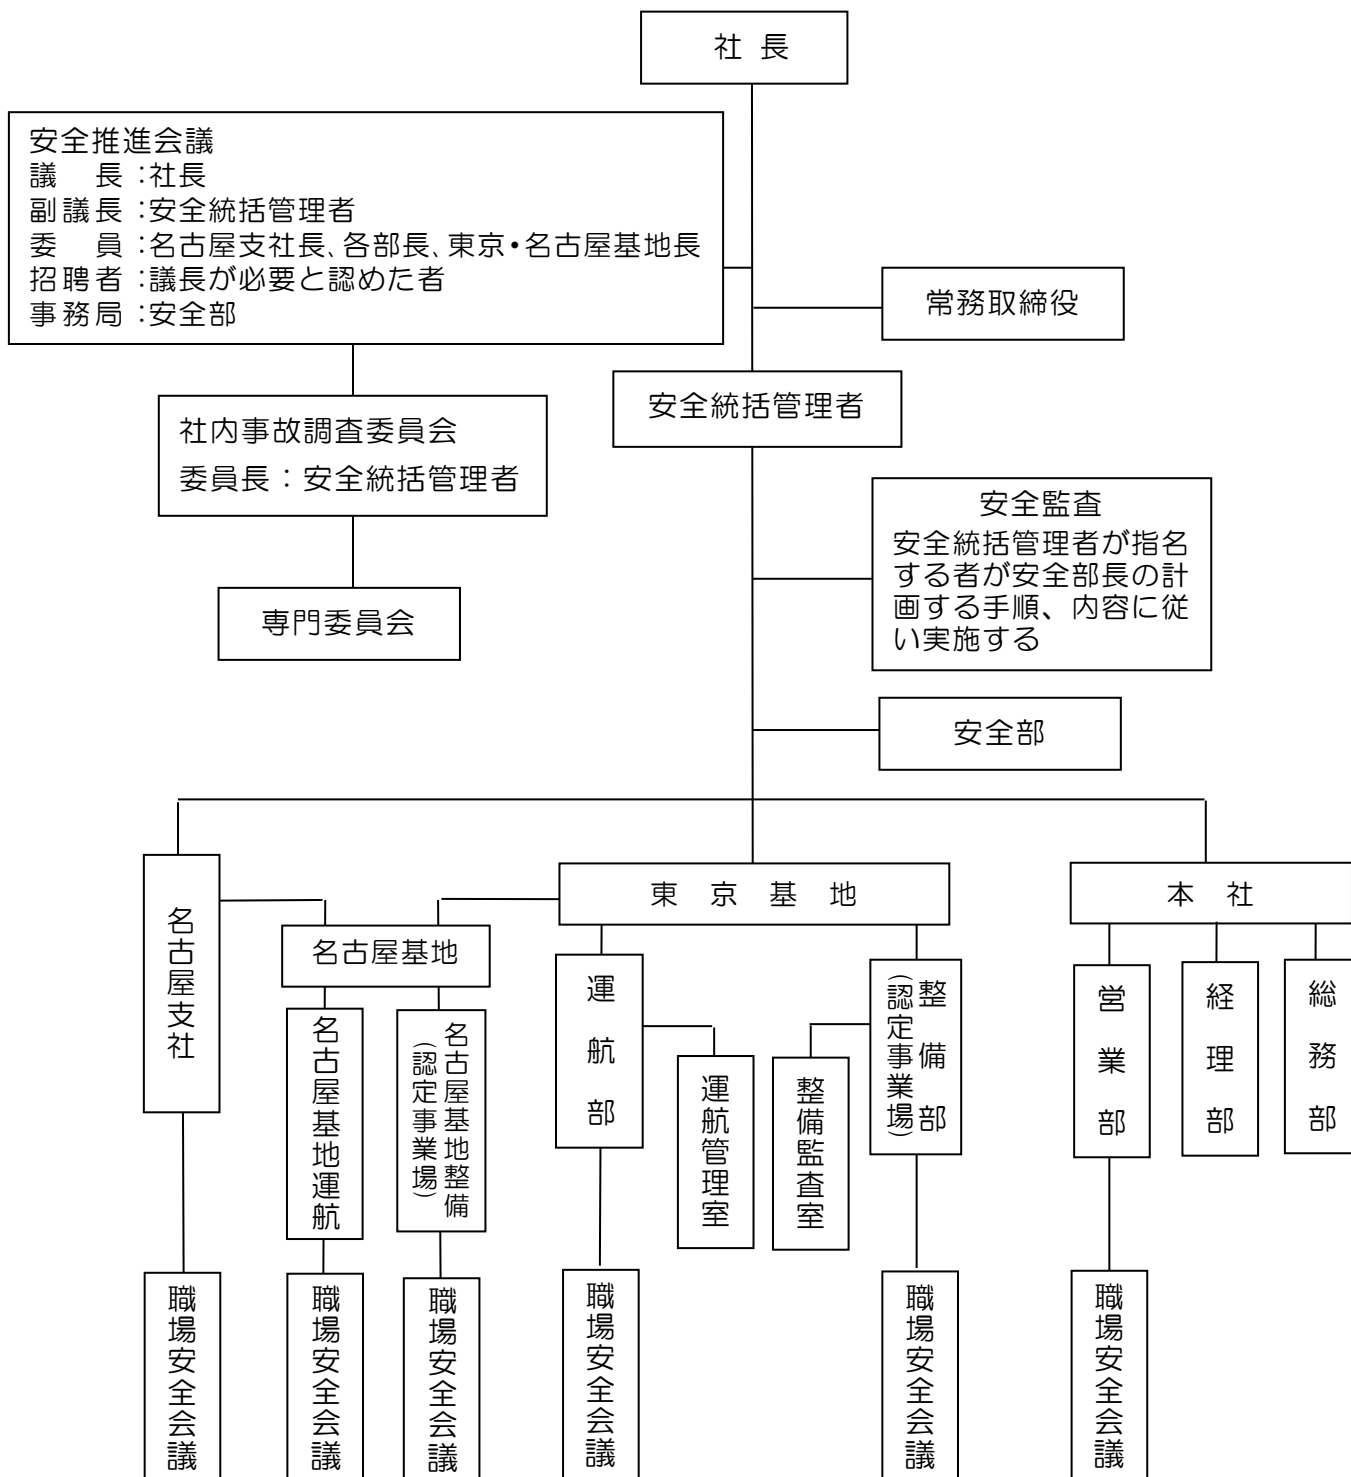 社長
安全推進会議
議 長：社長
副議長：安全統括管理者
委 員：名古屋支社長、各部長、東京・名古屋基地長
招聘者：議長が必要と認めた者
事務局：安全部
常務取締役
安全統括管理者
社内事故調査委員会
委員長：安全統括管理者
専門委員会
安全監査
安全統括管理者が指名
する者が安全部長の計
画する手順、内容に従
い実施する
安全部
名古屋支社
名古屋基地
東京基地
本社
名古屋基地運航
名古屋基地整備
（認定事業場）
運航部
運航管理室
整備監査室
整備部
（認定事業場）
営業部
経理部
総務部
職場安全会議
職場安全会議
職場安全会議
職場安全会議
職場安全会議
職場安全会議